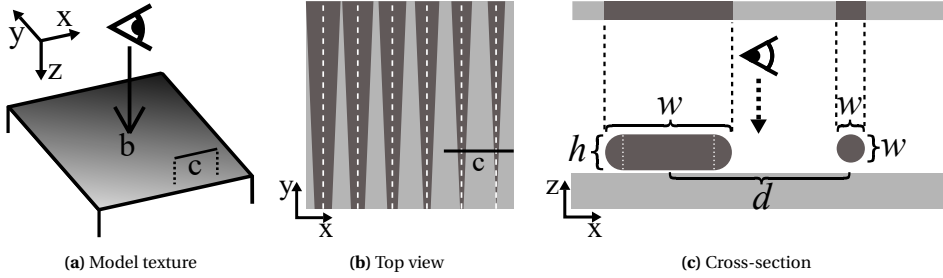 y
x
z
b
c
(a) Model texture
y
x
c
(b) Top view
w
w
h
w
d
z
x
(c) Cross-section